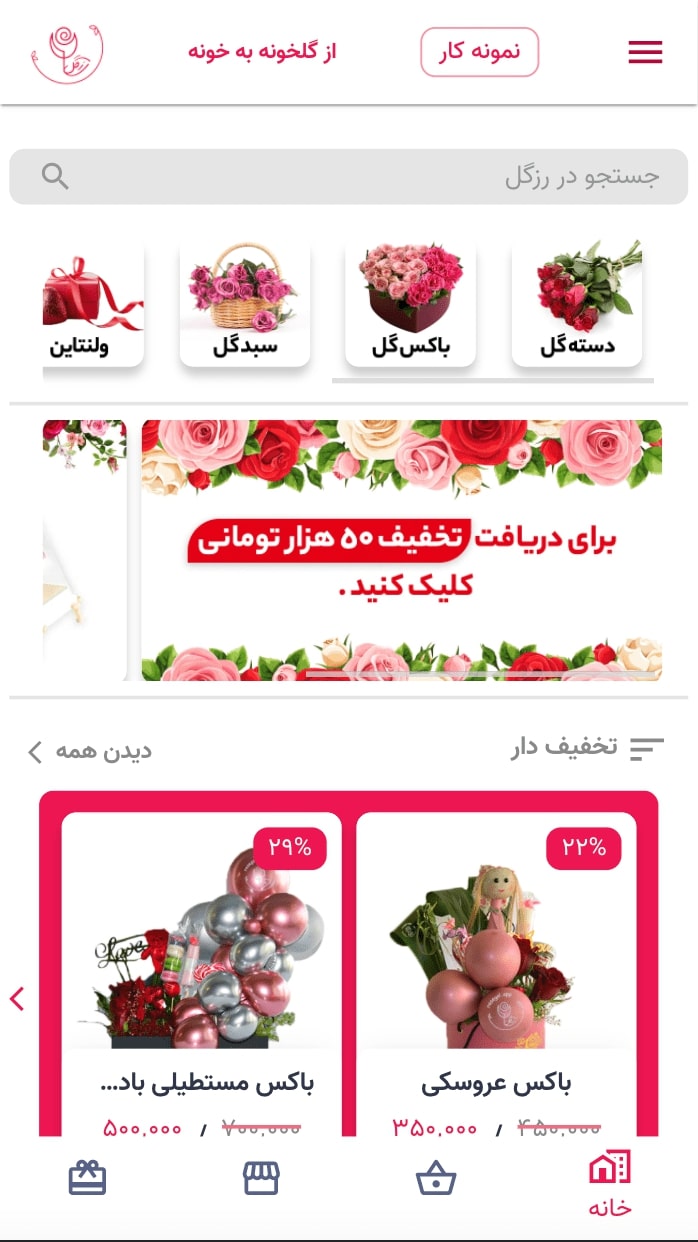 نمونه کار
از گلخونه به خونه
رزگل
جستجو در رزگل
دسته‌گل
باکس‌گل
سبدگل
ولنتاین
برای دریافت تخفیف ۵۰ هزار تومانی
کلیک کنید .
تخفیف دار
دیدن همه
۲۲%
۲۹%
Love
باکس عروسکی
باکس مستطیلی باد...
۴۵۰,۰۰۰ / ۳۵۰,۰۰۰
۷۰۰,۰۰۰ / ۵۰۰,۰۰۰
خانه